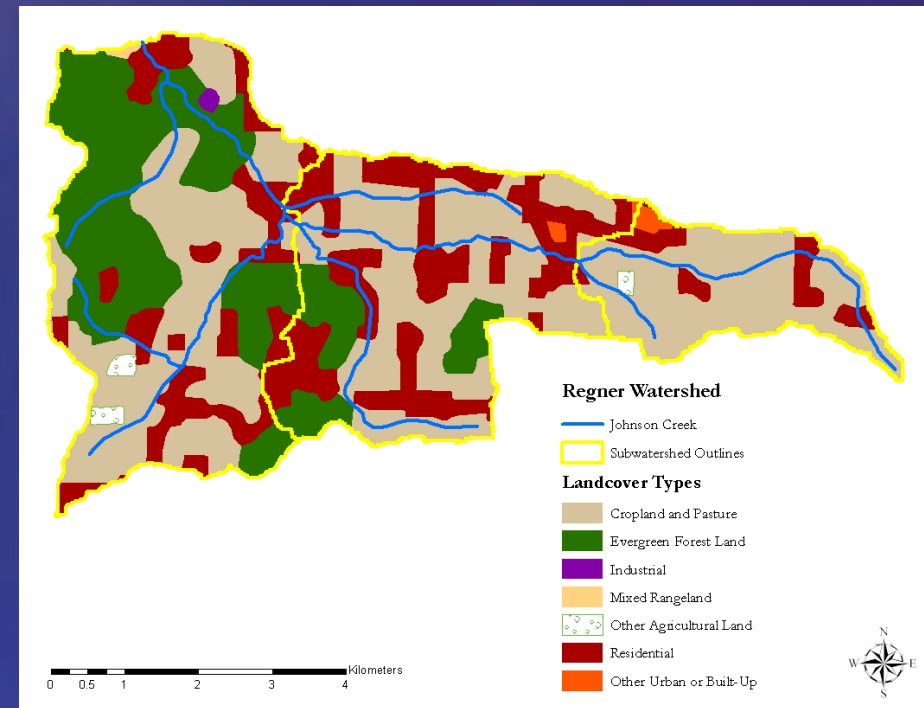 Regner Watershed
Johnson Creek
Subwatershed Outlines
Landcover Types
Cropland and Pasture
Evergreen Forest Land
Industrial
Mixed Rangeland
Other Agricultural Land
Residential
Other Urban or Built-Up
Kilometers
0 0.5 1 2 3 4
N
W E
S